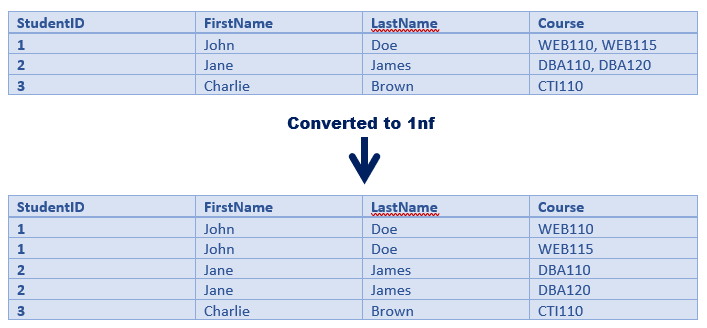 StudentID FirstName LastName Course
1 John Doe WEB110, WEB115
2 Jane James DBA110, DBA120
3 Charlie Brown CTI110
Converted to 1nf
StudentID FirstName LastName Course
1 John Doe WEB110
1 John Doe WEB115
2 Jane James DBA110
2 Jane James DBA120
3 Charlie Brown CTI110